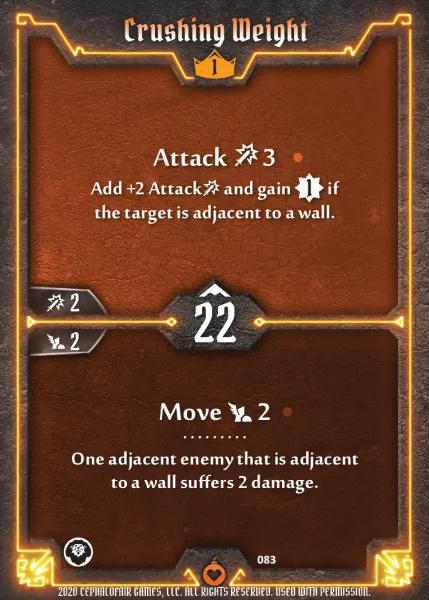 Crushing Weight
1
Attack 3
Add +2 Attack and gain 1 if
the target is adjacent to a wall.
2
22
2
Move 2
One adjacent enemy that is adjacent
to a wall suffers 2 damage.
083
2020 CEPHALOFAIR GAMES, LLC. ALL RIGHTS RESERVED. USED WITH PERMISSION.